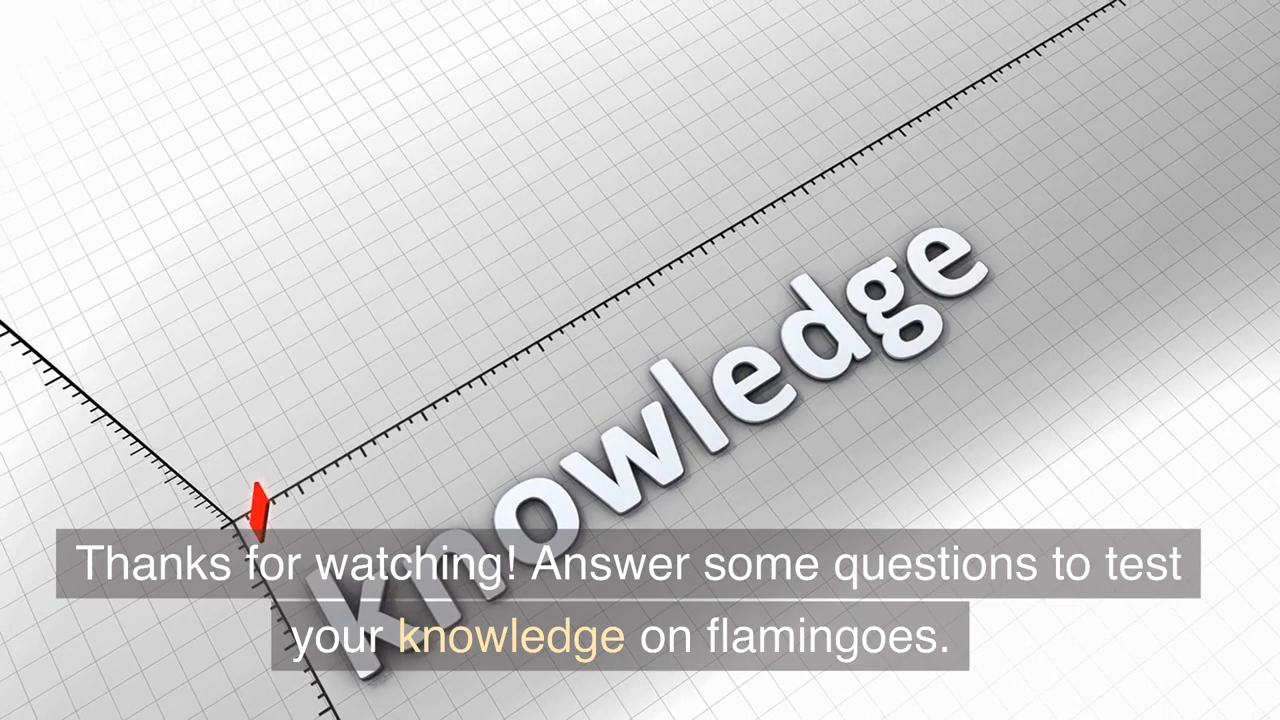 knowledge
Thanks for watching! Answer some questions to test
your knowledge on flamingoes.